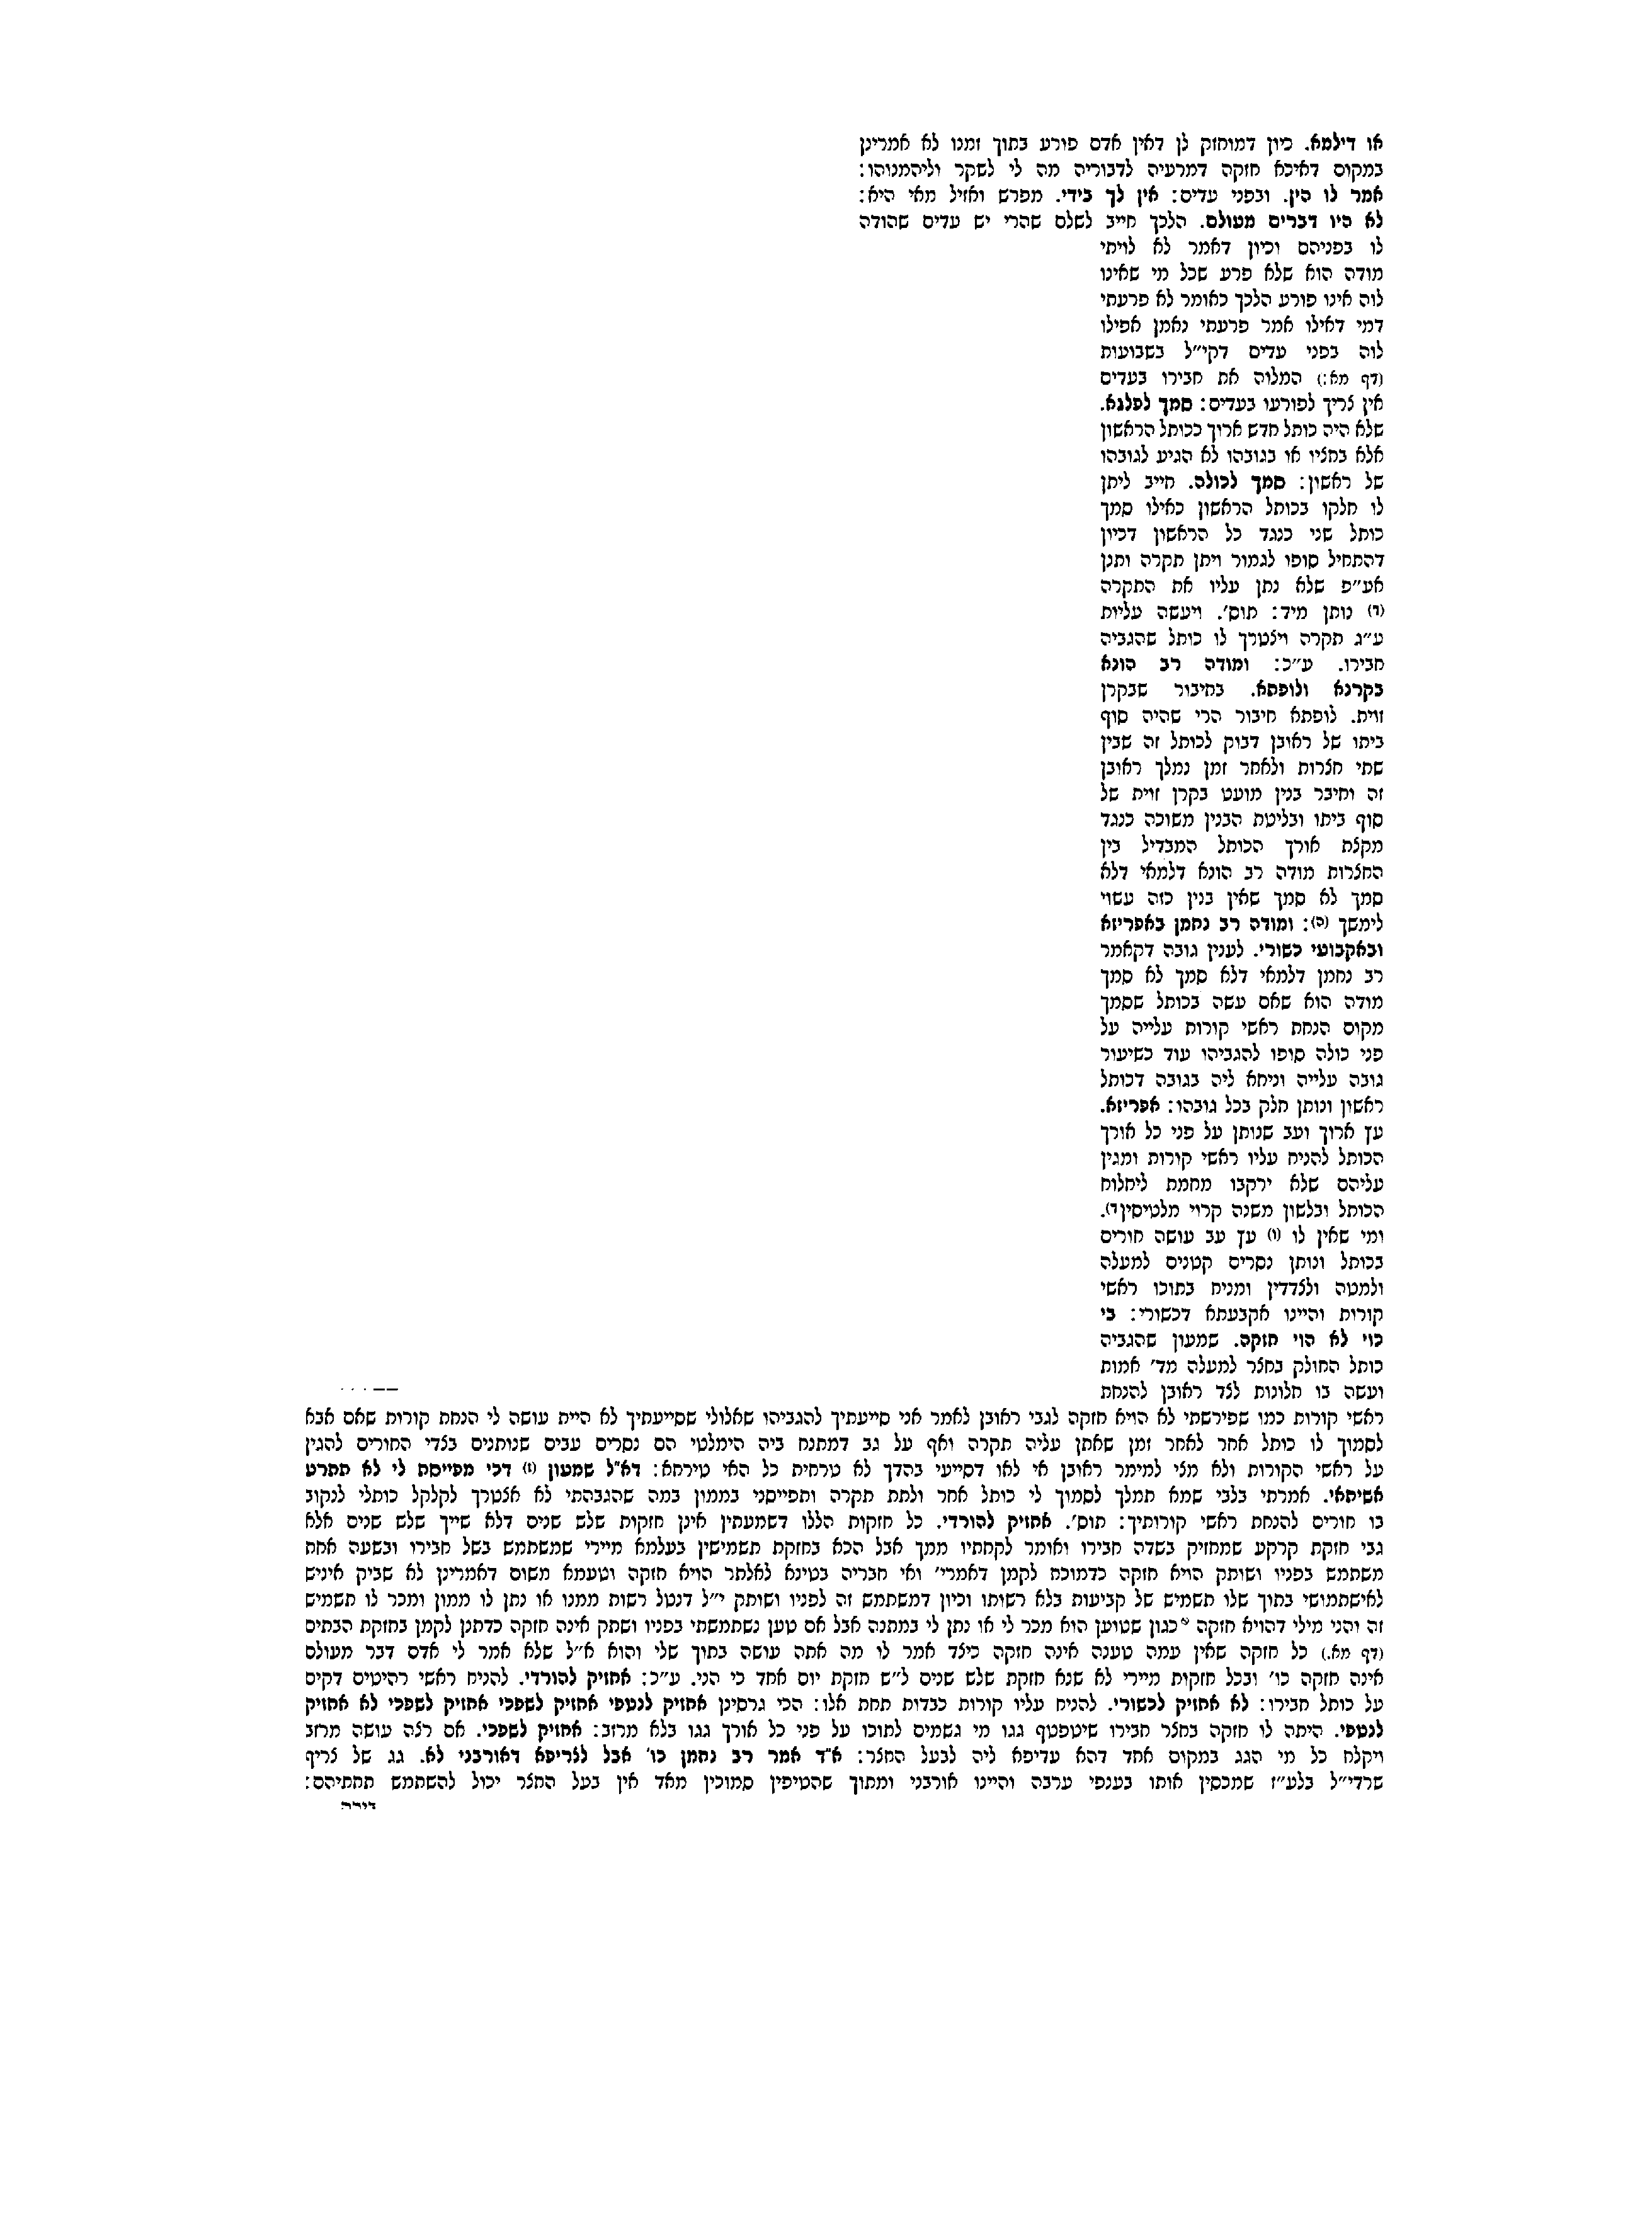 או דילמא. כיון דמוחזק לן דאין אדם פורע בתוך זמנו לא אמרינן
במקום דאיכא חזקה דמרעיה לדבוריה מה לי לשקר וליהמנוהו:
אמר לו הין. ובפני עדים: אין לך בידי. מפרש ואזיל מאי היא:
לא היו דברים מעולם. הלכך חייב לשלם שהרי יש עדים שהודה
לו בפניהם וכיון דאמר לא לויתי
מודה הוא שלא פרע שכל מי שאינו
לוה אינו פורע הלכך כאומר לא פרעתי
דמי דאילו אמר פרעתי נאמן אפילו
לוה בפני עדים דקי״ל בשבועות
(דף מא:) המלוה את חבירו בעדים
אין צריך לפורעו בעדים: סמך לפלגא.
שלא היה כותל חדש ארוך ככותל הראשון
אלא בחציו או בגובהו לא הגיע לגובהו
של ראשון: סמך לכולה. חייב ליתן
לו חלקו בכותל הראשון כאילו סמך
כותל שני כנגד כל הראשון דכיון
דהתחיל סופו לגמור ויתן תקרה ותנן
אע״פ שלא נתן עליו את התקרה
(ד) נותן מיד: תוס׳. ויעשה עליות
ע״ג תקרה ויצטרך לו כותל שהגביה
חבירו. ע״כ: ומודה רב הונא
בקרנא ולופתא. בחיבור שבקרן
זוית. לופתא חיבור הרי שהיה סוף
ביתו של ראובן דבוק לכותל זה שבין
שתי חצרות ולאחר זמן נמלך ראובן
זה וחיבר בנין מועט בקרן זוית של
סוף ביתו ובליטת הבנין משוכה כנגד
מקצת אורך הכותל המבדיל בין
החצרות מודה רב הונא דלמאי דלא
סמך לא סמך שאין בנין כזה עשוי
לימשך (ה): ומודה רב נחמן באפריזא
ובאקבועי כשורי. לענין גובה דקאמר
רב נחמן דלמאי דלא סמך לא סמך
מודה הוא שאם עשה בכותל שסמך
מקום הנחת ראשי קורות עלייה על
פני כולה סופו להגביהו עוד כשיעור
גובה עלייה וניחא ליה בגובה דכותל
ראשון ונותן חלק בכל גובהו: אפריזא.
עץ ארוך ועב שנותן על פני כל אורך
הכותל להניח עליו ראשי קורות ומגין
עליהם שלא ירקבו מחמת ליחלוח
הכותל ובלשון משנה קרוי מלטיסין ד).
ומי שאין לו (ו) עץ עב עושה חורים
בכותל ונותן נסרים קטנים למעלה
ולמטה ולצדדין ומניח בתוכו ראשי
קורות והיינו אקבעתא דכשורי: בי
כוי לא הוי חזקה. שמעון שהגביה
כותל החולק בחצר למעלה מד׳ אמות
ועשה בו חלונות לצד ראובן להנחת
ראשי קורות כמו שפירשתי לא הויא חזקה לגבי ראובן לאמר אני סייעתיך להגביהו שאלולי שסייעתיך לא היית עושה לי הנחת קורות שאם אבא
לסמוך לו כותל אחר לאחר זמן שאתן עליה תקרה ואף על גב דמתנח ביה הימלטי הם נסרים עבים שנותנים בצדי החורים להגין
על ראשי הקורות ולא מצי למימר ראובן אי לאו דסייעי בהדך לא טרחית כל האי טירחא: דא״ל שמעון (ז) דכי מפייסת לי לא תתרע
אשיתאי. אמרתי בלבי שמא תמלך לסמוך לי כותל אחר ולתת תקרה ותפייסני בממון במה שהגבהתי לא אצטרך לקלקל כותלי לנקוב
בו חורים להנחת ראשי קורותיך: תוס׳. אחזיק להורדי. כל חזקות הללו דשמעתין אינן חזקות שלש שנים דלא שייך שלש שנים אלא
גבי חזקת קרקע שמחזיק בשדה חבירו ואומר לקחתיו ממך אבל הכא בחזקת תשמישין בעלמא מיירי שמשתמש בשל חבירו ובשעה אחת
משתמש בפניו ושותק הויא חזקה כדמוכח לקמן דאמרי׳ ואי חבריה בטינא לאלתר הויא חזקה וטעמא משום דאמרינן לא שביק איניש
לאישתמושי בתוך שלו תשמיש של קביעות בלא רשותו וכיון דמשתמש זה לפניו ושותק י״ל דנטל רשות ממנו או נתן לו ממון ומכר לו תשמיש
זה והני מילי דהויא חזקה כגון שטוען הוא מכר לי או נתן לי במתנה אבל אם טען נשתמשתי בפניו ושתק אינה חזקה כדתנן לקמן בחזקת הבתים
(דף מא.) כל חזקה שאין עמה טענה אינה חזקה כיצד אמר לו מה אתה עושה בתוך שלי והוא א״ל שלא אמר לי אדם דבר מעולם
אינה חזקה כו׳ ובכל חזקות מיירי לא שנא חזקת שלש שנים ל״ש חזקת יום אחד כי הני. ע״כ: אחזיק להורדי. להניח ראשי רהיטים דקים
על כותל חבירו: לא אחזיק לכשורי. להניח עליו קורות כבדות תחת אלו: הכי גרסינן אחזיק לנטפי אחזיק לשפכי אחזיק לשפכי לא אחזיק
לנטפי. היתה לו חזקה בחצר חבירו שיטפטף גגו מי גשמים לתוכו על פני כל אורך גגו בלא מרזב: אחזיק לשפכי. אם רצה עושה מרזב
ויקלח כל מי הגג במקום אחד דהא עדיפא ליה לבעל החצר: א״ד אמר רב נחמן כו׳ אבל לצריפא דאורבני לא. גג של צריף
שרדי״ל בלע״ז שמכסין אותו בענפי ערבה והיינו אורבני ומתוך שהטיפין סמוכין מאד אין בעל החצר יכול להשתמש תחתיהם: